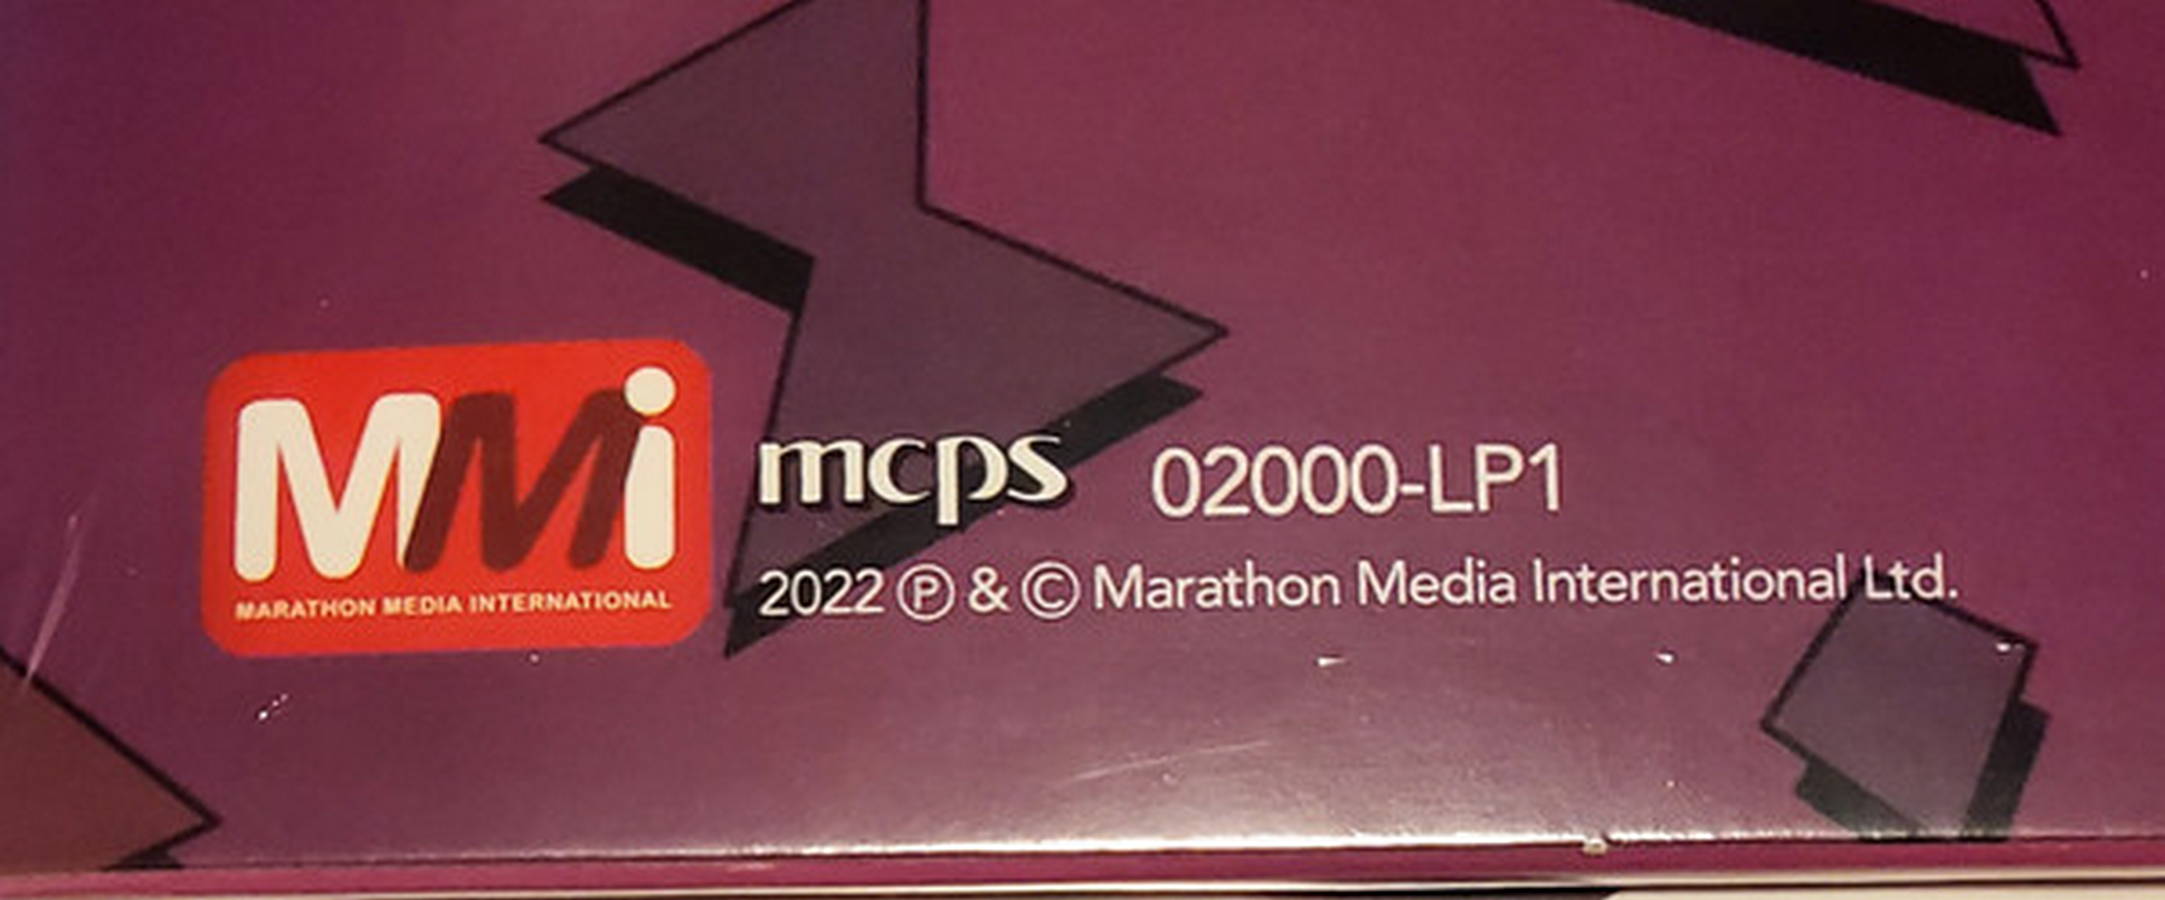 MMi
MARATHON MEDIA INTERNATIONAL
mcps 02000-LP1
2022 Ⓟ & © Marathon Media International Ltd.